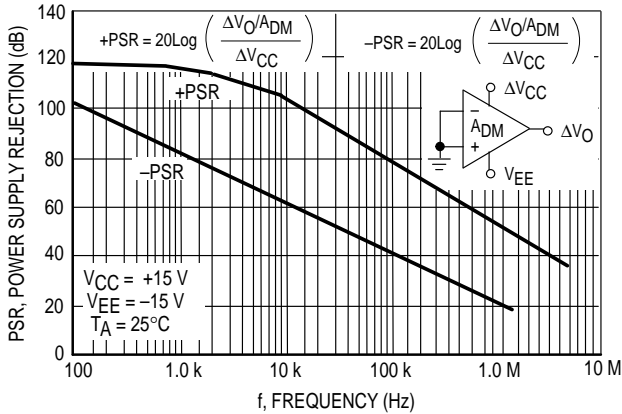 140
120
100
80
60
40
20
0
PSR, POWER SUPPLY REJECTION (dB)
+PSR = 20Log (ΔVO/ADM / ΔVCC)
–PSR = 20Log (ΔVO/ADM / ΔVCC)
+PSR
–PSR
ΔVCC
–
ADM
+
ΔVO
VEE
VCC = +15 V
VEE = –15 V
TA = 25°C
100 1.0 k 10 k 100 k 1.0 M 10 M
f, FREQUENCY (Hz)